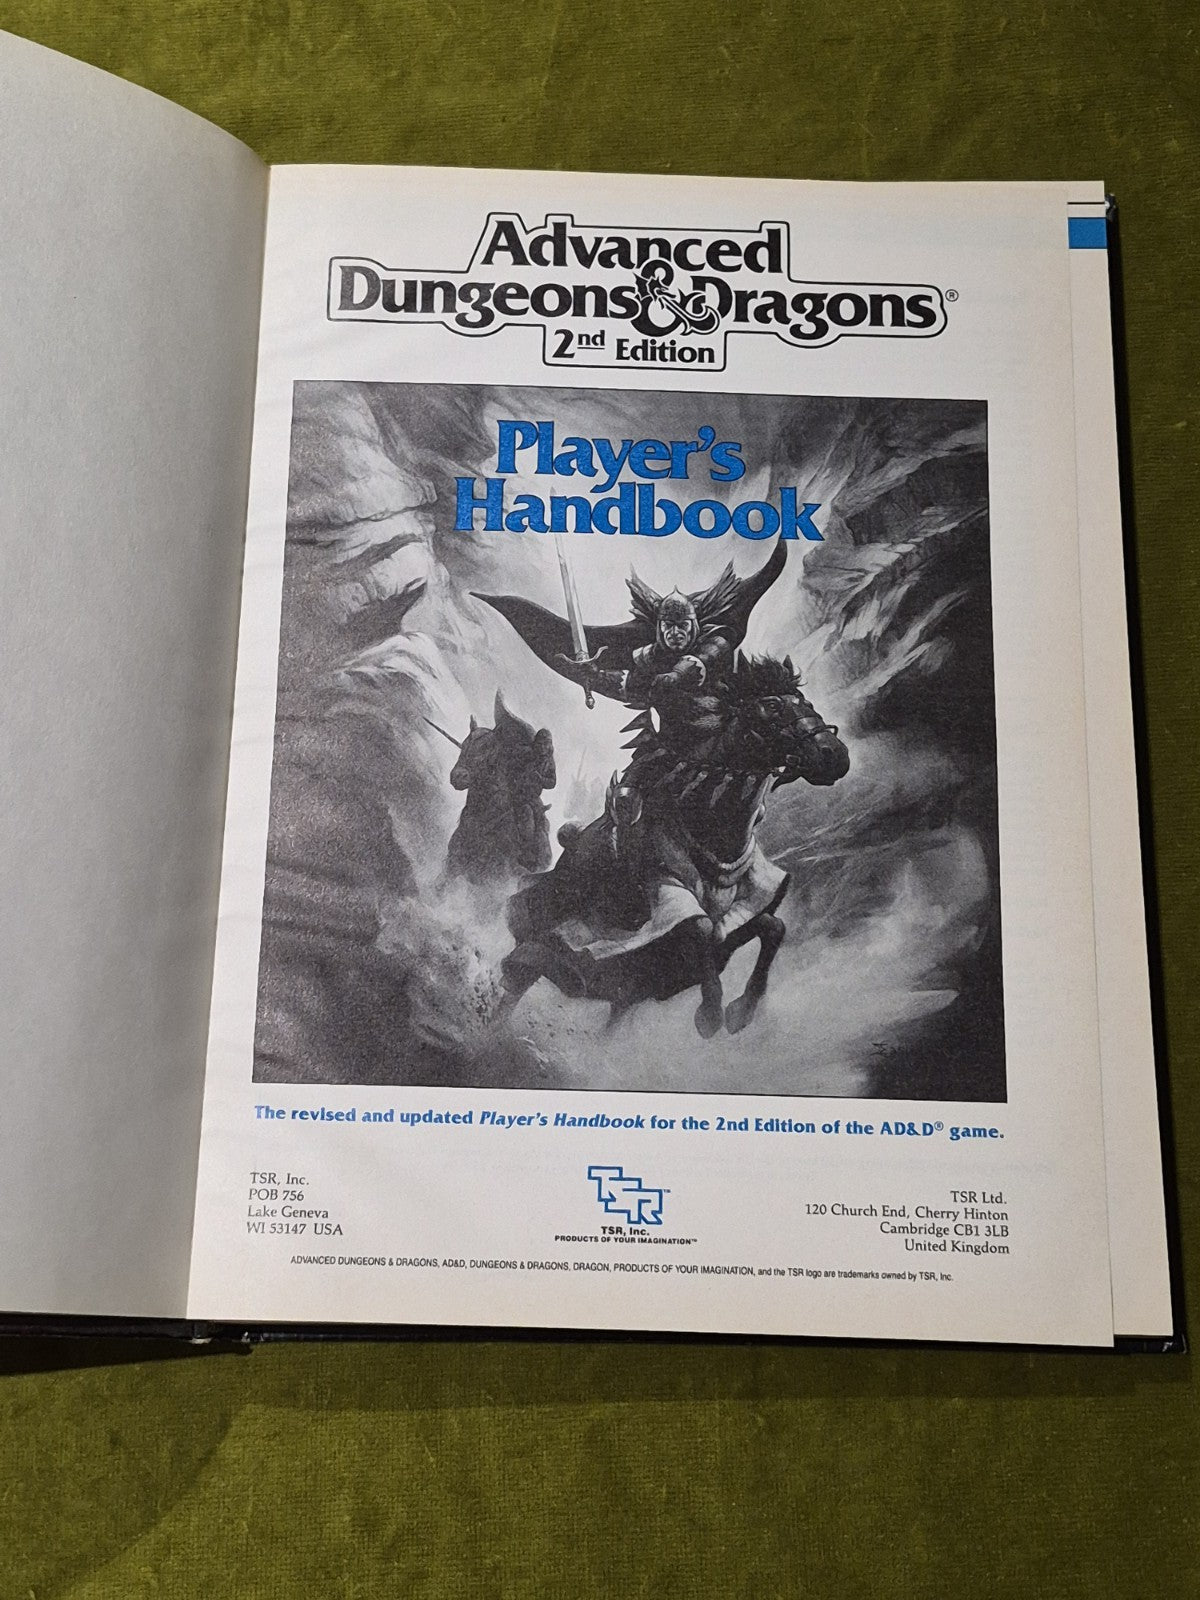 Advanced
Dungeons & Dragons®
2nd Edition
Player's
Handbook
The revised and updated Player's Handbook for the 2nd Edition of the AD&D® game.
TSR, Inc.
POB 756
Lake Geneva
WI 53147 USA
TSR™
TSR, Inc.
PRODUCTS OF YOUR IMAGINATION™
TSR Ltd.
120 Church End, Cherry Hinton
Cambridge CB1 3LB
United Kingdom
ADVANCED DUNGEONS & DRAGONS, AD&D, DUNGEONS & DRAGONS, DRAGON, PRODUCTS OF YOUR IMAGINATION, and the TSR logo are trademarks owned by TSR, Inc.